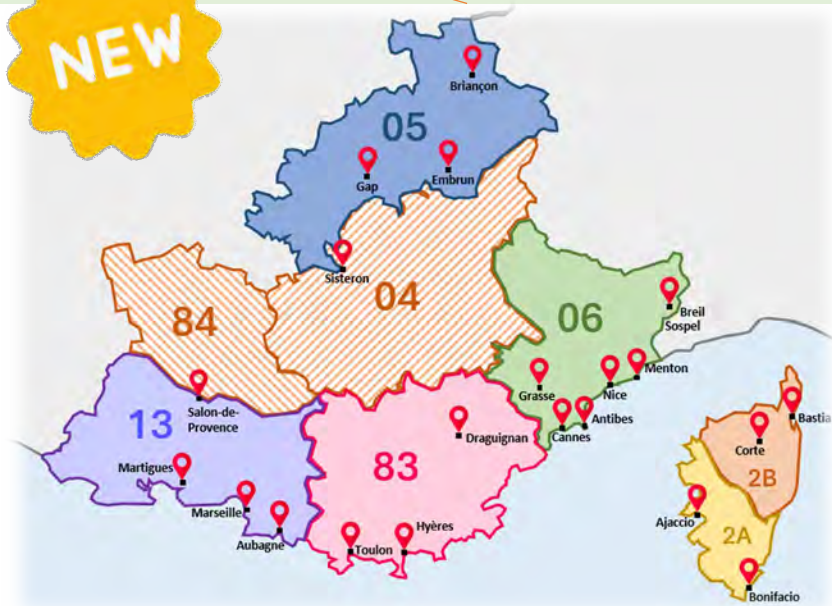 NEW
Briançon
05
Gap
Embrun
Sisteron
04
84
06
Breil
Sospel
Menton
Nice
Grasse
Antibes
Cannes
Salon-de-
Provence
13
Martigues
Marseille
Aubagne
Draguignan
83
Hyères
Toulon
Bastia
Corte
2B
Ajaccio
2A
Bonifacio